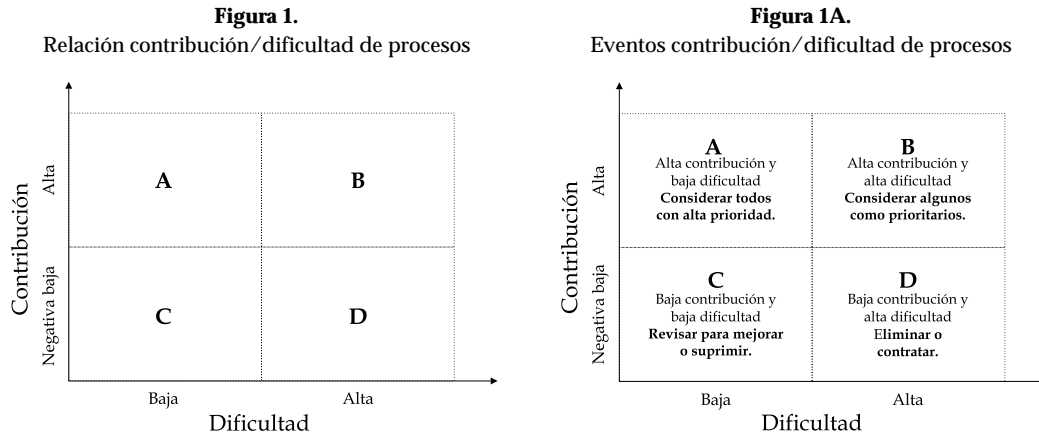 Figura 1.
Relación contribución/dificultad de procesos
Contribución
Alta
Negativa baja
A
B
C
D
Baja
Alta
Dificultad
Figura 1A.
Eventos contribución/dificultad de procesos
Contribución
Alta
Negativa baja
A
Alta contribución y
baja dificultad
Considerar todos
con alta prioridad.
B
Alta contribución y
alta dificultad
Considerar algunos
como prioritarios.
C
Baja contribución y
baja dificultad
Revisar para mejorar
o suprimir.
D
Baja contribución y
alta dificultad
Eliminar o
contratar.
Baja
Alta
Dificultad